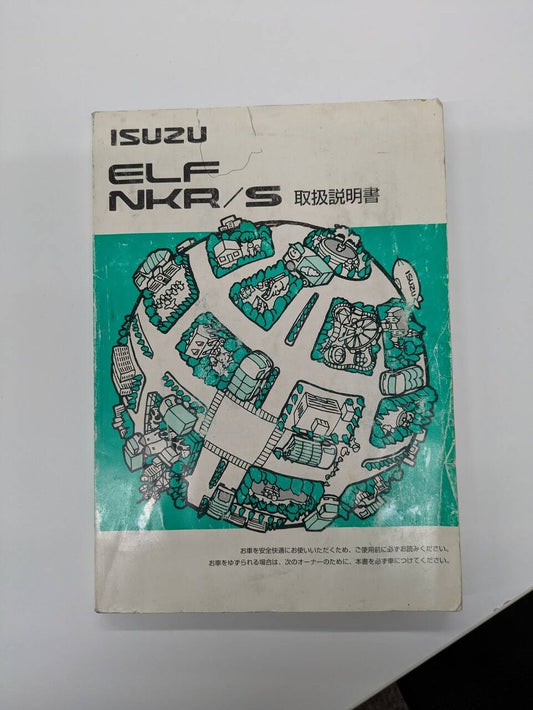 ISUZU
ELF
NKR/S 取扱説明書
ISUZU
お車を安全快適にお使いいただくため、ご使用前に必ずお読みください。
お車をゆずられる場合は、次のオーナーのために、本書を必ず車につけてください。